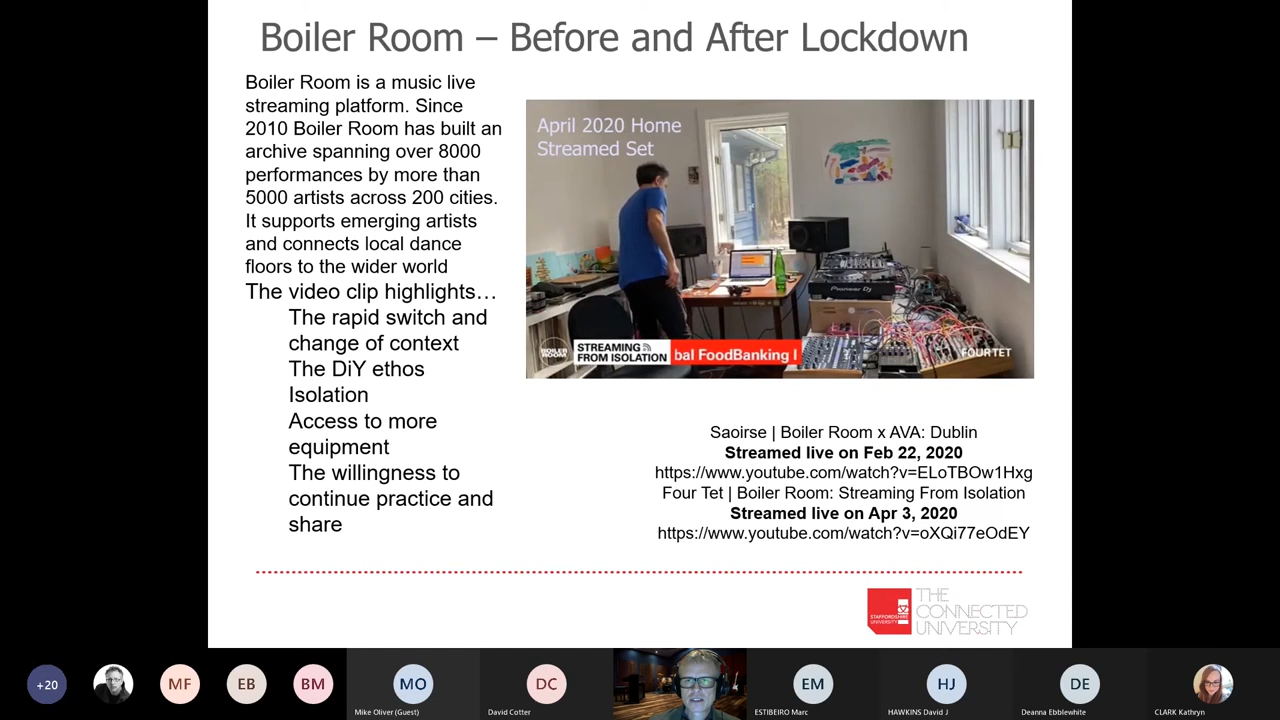 Boiler Room – Before and After Lockdown
Boiler Room is a music live
streaming platform. Since
2010 Boiler Room has built an
archive spanning over 8000
performances by more than
5000 artists across 200 cities.
It supports emerging artists
and connects local dance
floors to the wider world
The video clip highlights…
The rapid switch and
change of context
The DiY ethos
Isolation
Access to more
equipment
The willingness to
continue practice and
share
April 2020 Home
Streamed Set
Pioneer Dj
BOILER
ROOM
STREAMING
FROM ISOLATION
bal FoodBanking I
FOUR TET
Saoirse | Boiler Room x AVA: Dublin
Streamed live on Feb 22, 2020
https://www.youtube.com/watch?v=ELoTBOw1Hxg
Four Tet | Boiler Room: Streaming From Isolation
Streamed live on Apr 3, 2020
https://www.youtube.com/watch?v=oXQi77eOdEY
STAFFORDSHIRE
UNIVERSITY
THE
CONNECTED
UNIVERSITY
+20
MF
EB
BM
MO
Mike Oliver (Guest)
DC
David Cotter
EM
ESTIBEIRO Marc
HJ
HAWKINS David J
DE
Deanna Ebblewhite
CLARK Kathryn